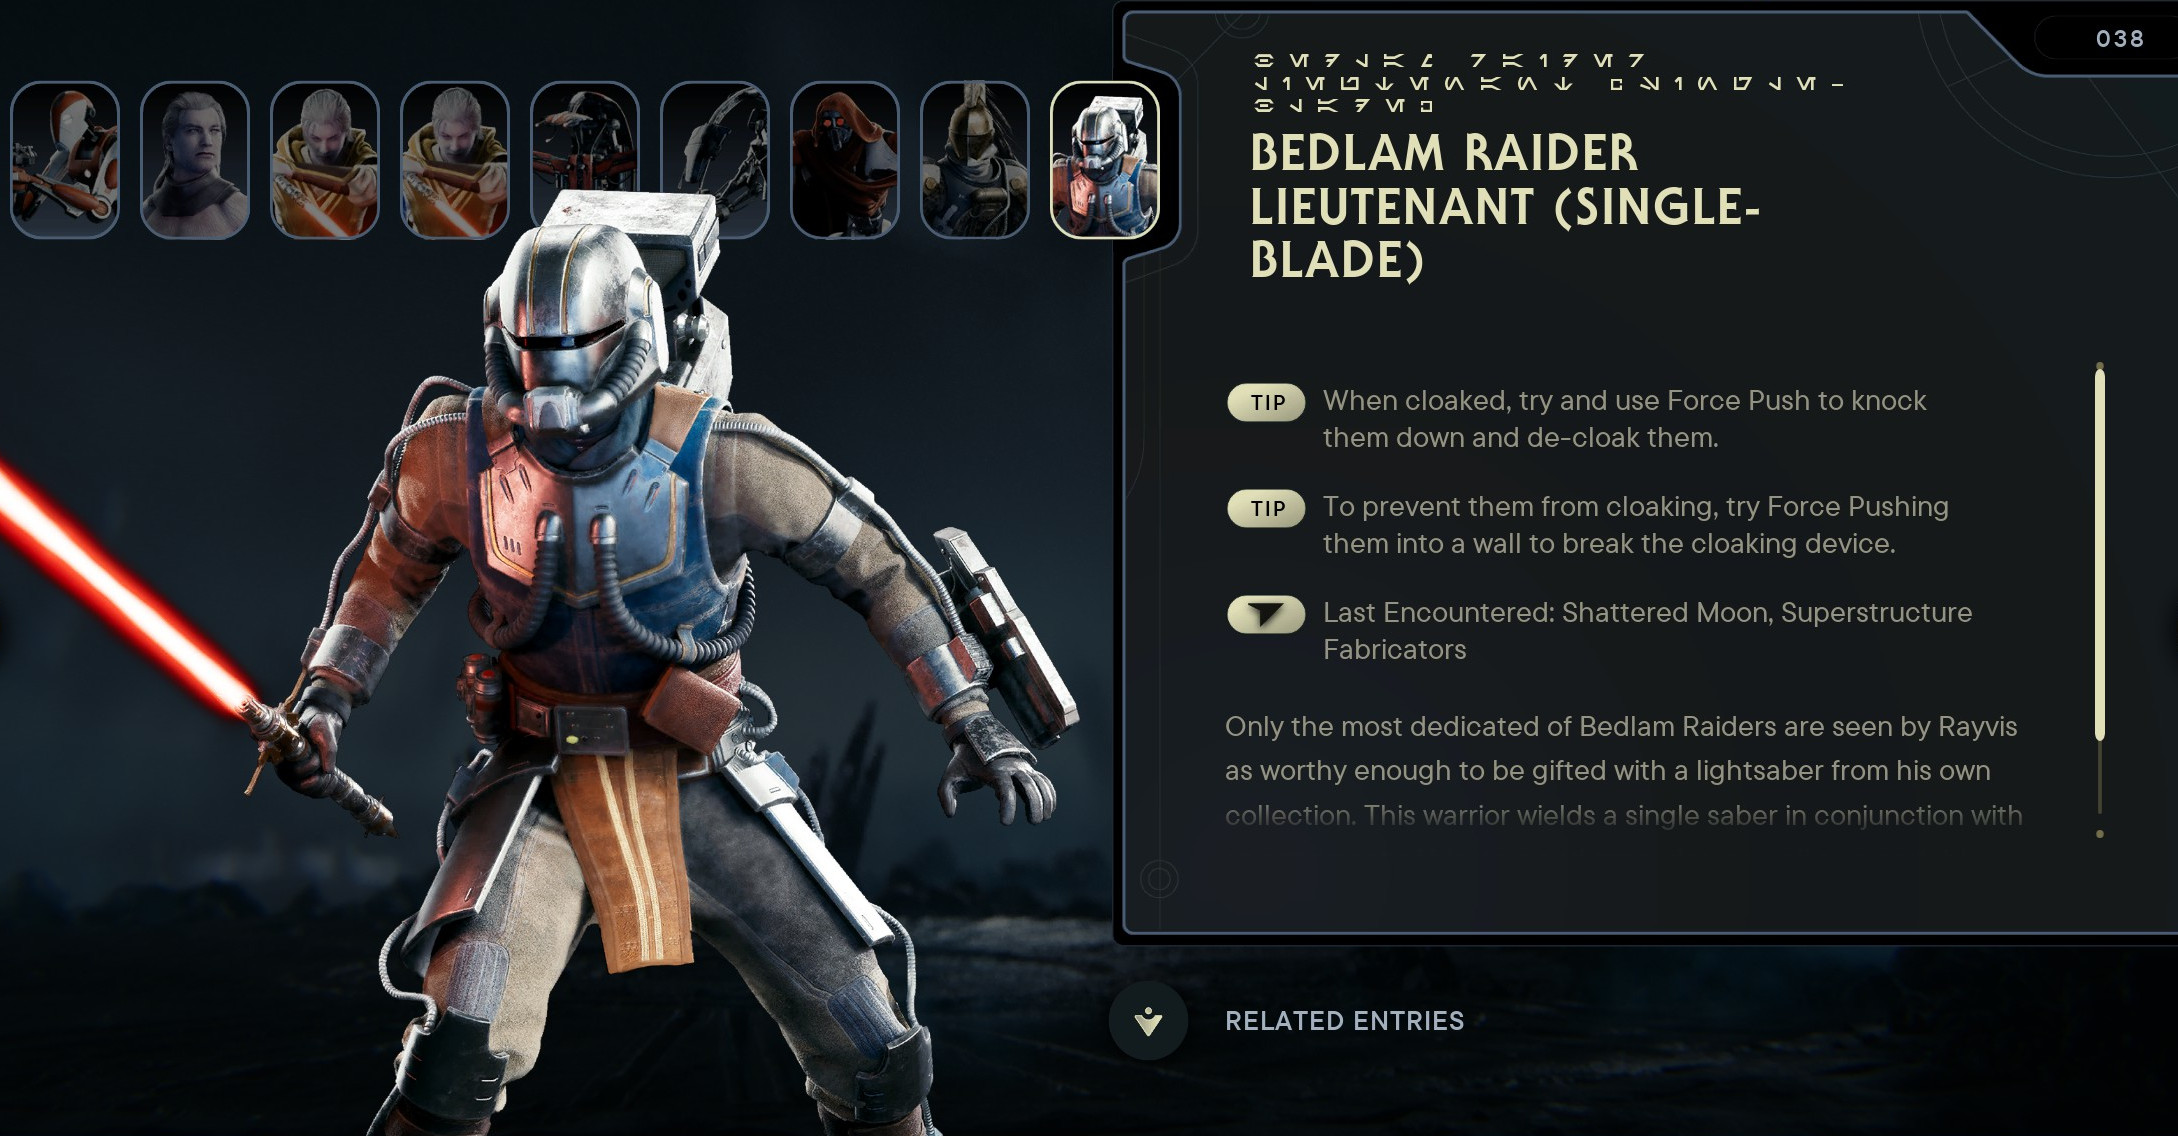 038
BEDLAM RAIDER
LIEUTENANT (SINGLE-
BLADE)
TIP When cloaked, try and use Force Push to knock
them down and de-cloak them.
TIP To prevent them from cloaking, try Force Pushing
them into a wall to break the cloaking device.
Last Encountered: Shattered Moon, Superstructure
Fabricators
Only the most dedicated of Bedlam Raiders are seen by Rayvis
as worthy enough to be gifted with a lightsaber from his own
collection. This warrior wields a single saber in conjunction with
RELATED ENTRIES